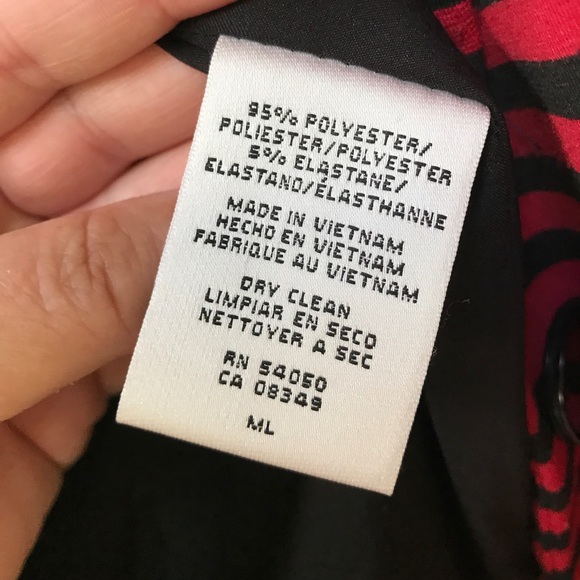 95% POLYESTER/
POLIESTER/POLYESTER
5% ELASTANE/
ELASTANO/ÉLASTHANNE
MADE IN VIETNAM
HECHO EN VIETNAM
FABRIQUE AU VIETNAM
DRY CLEAN
LIMPIAR EN SECO
NETTOYER A SEC
RN 54050
CA 08349
ML